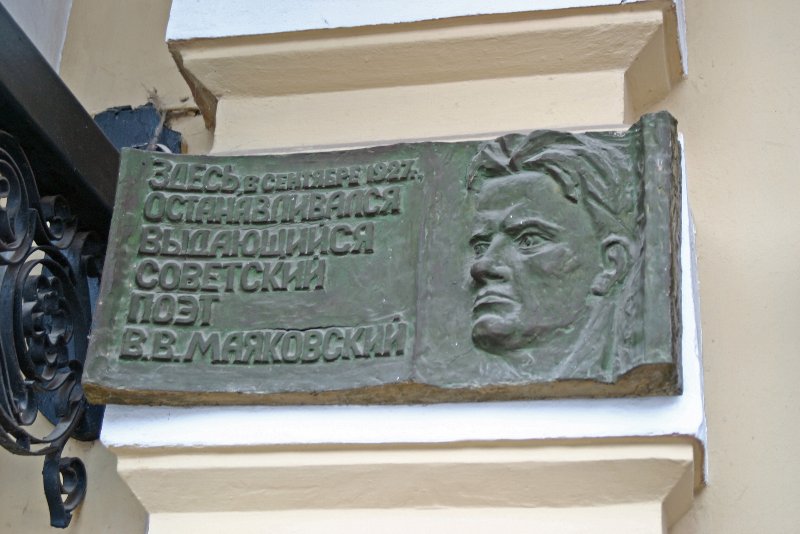 ЗДЕСЬ, В СЕНТЯБРЕ 1927 г.
ОСТАНАВЛИВАЛСЯ
ВЫДАЮЩИЙСЯ
СОВЕТСКИЙ
ПОЭТ
В.В. МАЯКОВСКИЙ